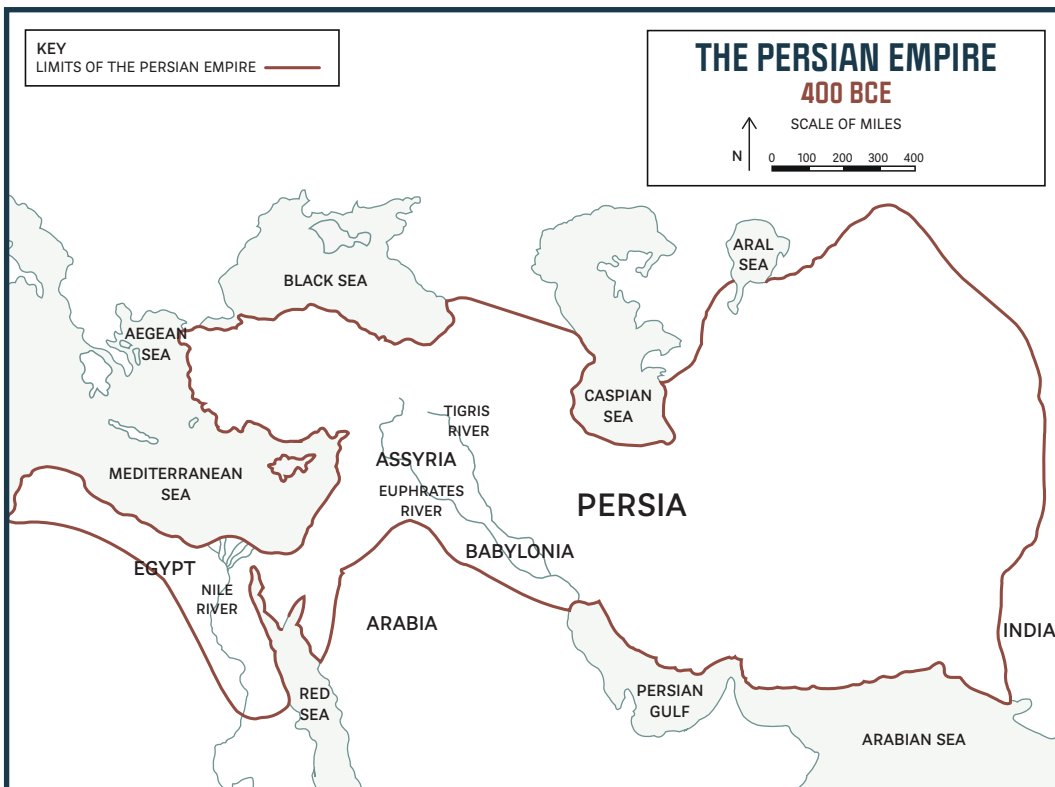 KEY
LIMITS OF THE PERSIAN EMPIRE
THE PERSIAN EMPIRE
400 BCE
SCALE OF MILES
N
0 100 200 300 400
ARAL
SEA
BLACK SEA
AEGEAN
SEA
CASPIAN
SEA
TIGRIS
RIVER
ASSYRIA
MEDITERRANEAN
SEA
EUPHRATES
RIVER
PERSIA
BABYLONIA
EGYPT
NILE
RIVER
ARABIA
INDIA
RED
SEA
PERSIAN
GULF
ARABIAN SEA